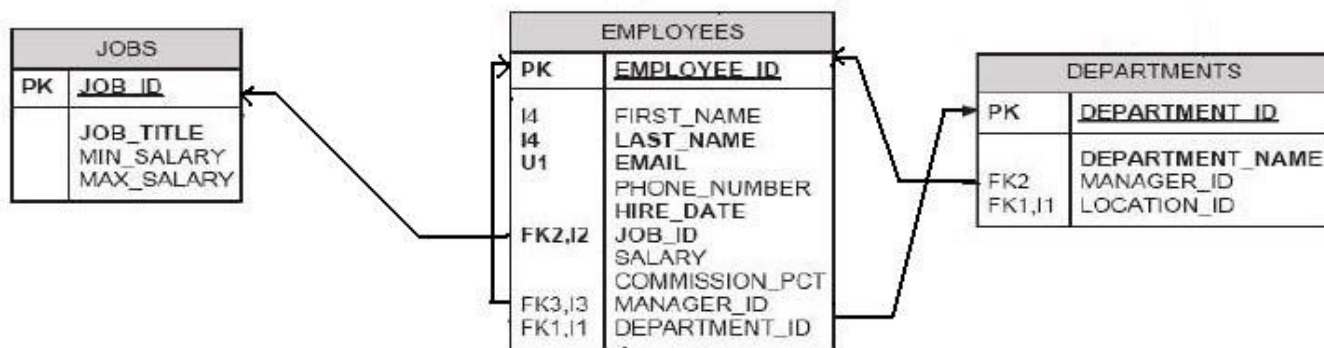 JOBS
PK JOB_ID
JOB_TITLE
MIN_SALARY
MAX_SALARY
EMPLOYEES
PK EMPLOYEE_ID
I4 FIRST_NAME
I4 LAST_NAME
U1 EMAIL
PHONE_NUMBER
HIRE_DATE
FK2,I2 JOB_ID
SALARY
COMMISSION_PCT
FK3,I3 MANAGER_ID
FK1,I1 DEPARTMENT_ID
DEPARTMENTS
PK DEPARTMENT_ID
DEPARTMENT_NAME
FK2 MANAGER_ID
FK1,I1 LOCATION_ID